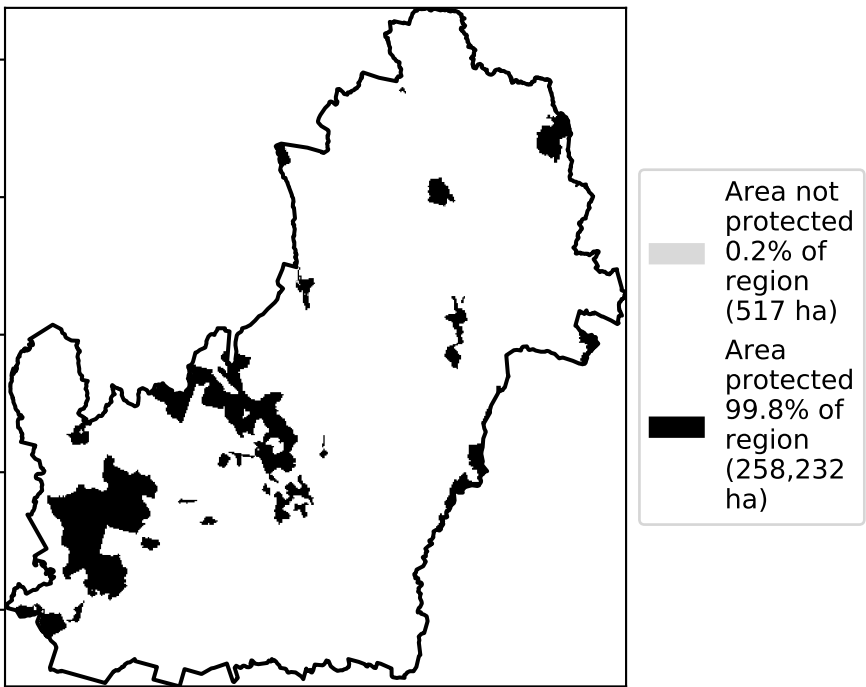 Area not
protected
0.2% of
region
(517 ha)
Area
protected
99.8% of
region
(258,232
ha)